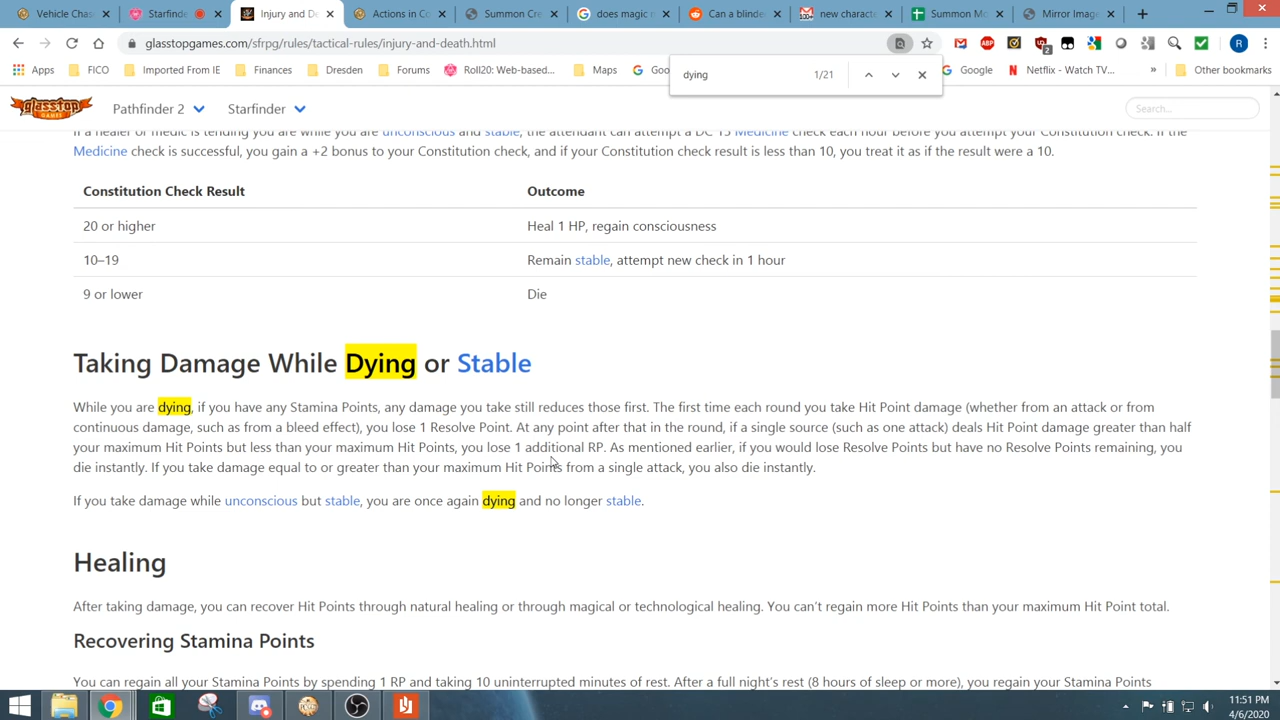 Vehicle Chas
Starfinde
Injury and De
Actions in Co
Summon Cre
does magic m
Can a blinde
new characte
Summon Mo
Mirror Image
glasstopgames.com/sfrpg/rules/tactical-rules/injury-and-death.html
dying
1/21
Apps
FICO
Imported From IE
Finances
Dresden
Forums
Roll20: Web-based...
Maps
Goo
Google
Netflix - Watch TV...
Other bookmarks
glasstop
GAMES
Pathfinder 2
Starfinder
Search...
If a healer or medic is tending you are while you are unconscious and stable, the attendant can attempt a DC 15 Medicine check each hour before you attempt your Constitution check. If the
Medicine check is successful, you gain a +2 bonus to your Constitution check, and if your Constitution check result is less than 10, you treat it as if the result were a 10.
Constitution Check Result
Outcome
20 or higher
Heal 1 HP, regain consciousness
10–19
Remain stable, attempt new check in 1 hour
9 or lower
Die
Taking Damage While Dying or Stable
While you are dying, if you have any Stamina Points, any damage you take still reduces those first. The first time each round you take Hit Point damage (whether from an attack or from
continuous damage, such as from a bleed effect), you lose 1 Resolve Point. At any point after that in the round, if a single source (such as one attack) deals Hit Point damage greater than half
your maximum Hit Points but less than your maximum Hit Points, you lose 1 additional RP. As mentioned earlier, if you would lose Resolve Points but have no Resolve Points remaining, you
die instantly. If you take damage equal to or greater than your maximum Hit Points from a single attack, you also die instantly.
If you take damage while unconscious but stable, you are once again dying and no longer stable.
Healing
After taking damage, you can recover Hit Points through natural healing or through magical or technological healing. You can't regain more Hit Points than your maximum Hit Point total.
Recovering Stamina Points
You can regain all your Stamina Points by spending 1 RP and taking 10 uninterrupted minutes of rest. After a full night's rest (8 hours of sleep or more), you regain your Stamina Points
11:51 PM
4/6/2020